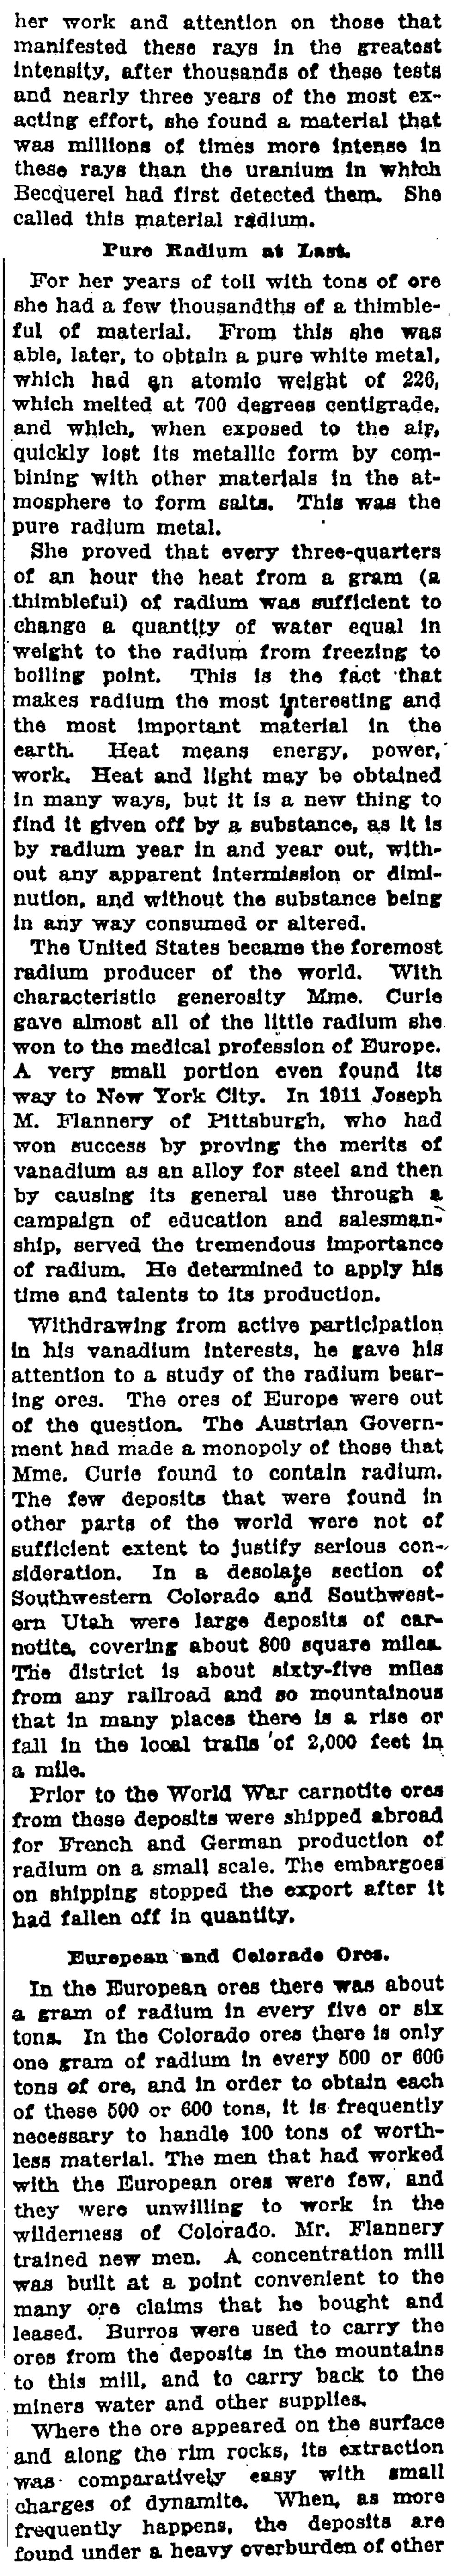 her work and attention on those that
manifested these rays in the greatest
intensity, after thousands of these tests
and nearly three years of the most ex-
acting effort, she found a material that
was millions of times more intense in
these rays than the uranium in which
Becquerel had first detected them. She
called this material radium.
Pure Radium at Last.
For her years of toil with tons of ore
she had a few thousandths of a thimble-
ful of material. From this she was
able, later, to obtain a pure white metal,
which had an atomic weight of 226,
which melted at 700 degrees centigrade,
and which, when exposed to the air,
quickly lost its metallic form by com-
bining with other materials in the at-
mosphere to form salts. This was the
pure radium metal.
She proved that every three-quarters
of an hour the heat from a gram (a
thimbleful) of radium was sufficient to
change a quantity of water equal in
weight to the radium from freezing to
boiling point. This is the fact that
makes radium the most interesting and
the most important material in the
earth. Heat means energy, power,
work. Heat and light may be obtained
in many ways, but it is a new thing to
find it given off by a substance, as it is
by radium year in and year out, with-
out any apparent intermission or dimi-
nution, and without the substance being
in any way consumed or altered.
The United States became the foremost
radium producer of the world. With
characteristic generosity Mme. Curie
gave almost all of the little radium she
won to the medical profession of Europe.
A very small portion even found its
way to New York City. In 1911 Joseph
M. Flannery of Pittsburgh, who had
won success by proving the merits of
vanadium as an alloy for steel and then
by causing its general use through a
campaign of education and salesman-
ship, served the tremendous importance
of radium. He determined to apply his
time and talents to its production.
Withdrawing from active participation
in his vanadium interests, he gave his
attention to a study of the radium bear-
ing ores. The ores of Europe were out
of the question. The Austrian Govern-
ment had made a monopoly of those that
Mme. Curie found to contain radium.
The few deposits that were found in
other parts of the world were not of
sufficient extent to justify serious con-
sideration. In a desolate section of
Southwestern Colorado and Southwest-
ern Utah were large deposits of car-
notite, covering about 800 square miles.
The district is about sixty-five miles
from any railroad and so mountainous
that in many places there is a rise or
fall in the local trails of 2,000 feet in
a mile.
Prior to the World War carnotite ores
from these deposits were shipped abroad
for French and German production of
radium on a small scale. The embargoes
on shipping stopped the export after it
had fallen off in quantity.
European and Colorado Ores.
In the European ores there was about
a gram of radium in every five or six
tons. In the Colorado ores there is only
one gram of radium in every 500 or 600
tons of ore, and in order to obtain each
of these 500 or 600 tons, it is frequently
necessary to handle 100 tons of worth-
less material. The men that had worked
with the European ores were few, and
they were unwilling to work in the
wilderness of Colorado. Mr. Flannery
trained new men. A concentration mill
was built at a point convenient to the
many ore claims that he bought and
leased. Burros were used to carry the
ores from the deposits in the mountains
to this mill, and to carry back to the
miners water and other supplies.
Where the ore appeared on the surface
and along the rim rocks, its extraction
was comparatively easy with small
charges of dynamite. When, as more
frequently happens, the deposits are
found under a heavy overburden of other